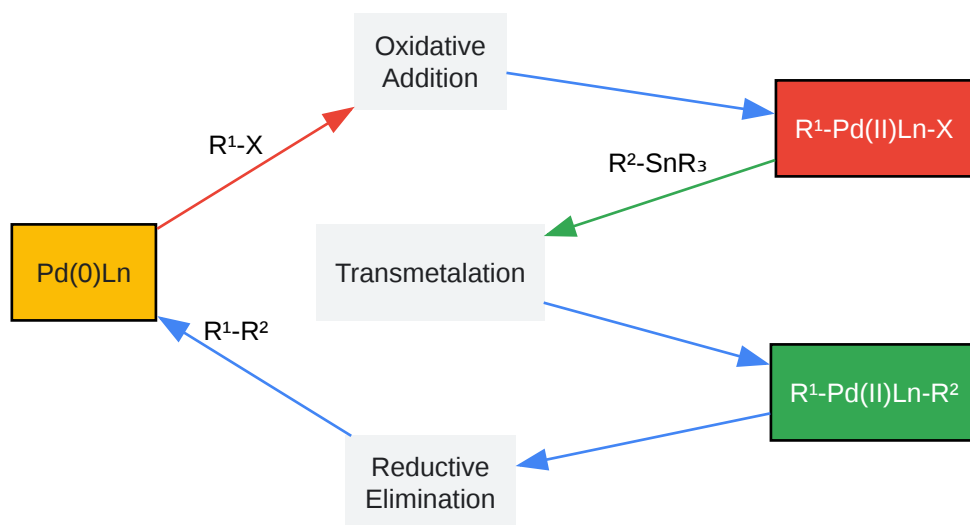 Oxidative
Addition
R¹-Pd(II)Ln-X
R¹-X
R²-SnR₃
Pd(0)Ln
Transmetalation
R¹-R²
R¹-Pd(II)Ln-R²
Reductive
Elimination